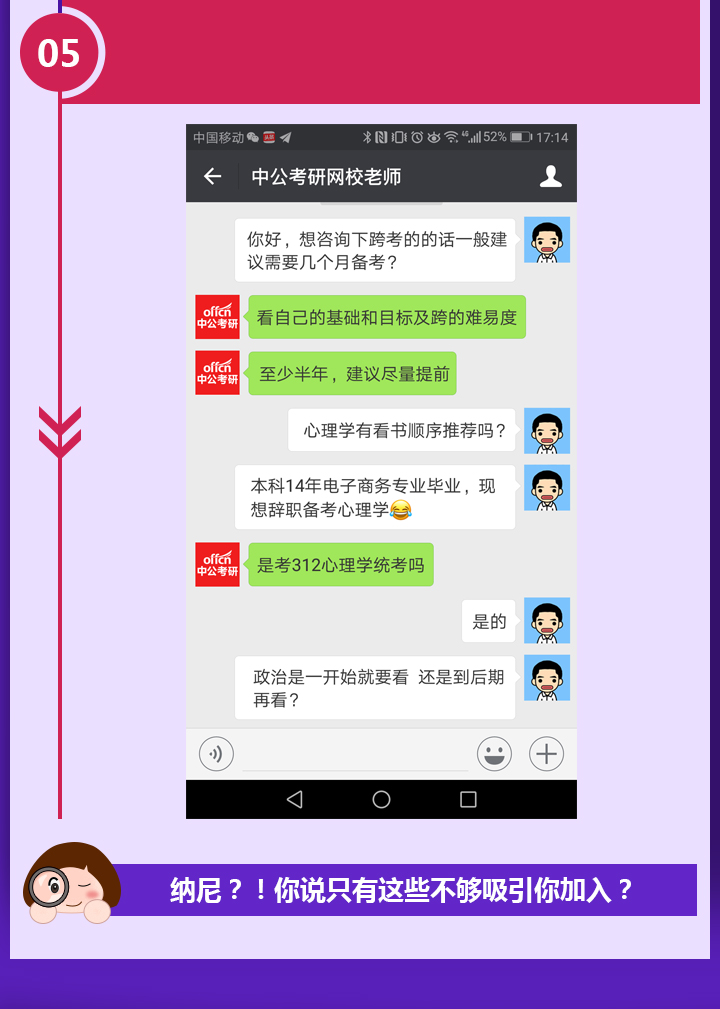 05
中国移动 52% 17:14
中公考研网校老师
你好，想咨询下跨考的的话一般建
议需要几个月备考？
offcn
中公考研
看自己的基础和目标及跨的难易度
offcn
中公考研
至少半年，建议尽量提前
心理学有看书顺序推荐吗？
本科14年电子商务专业毕业，现
想辞职备考心理学😂
offcn
中公考研
是考312心理学统考吗
是的
政治是一开始就要看 还是到后期
再看？
纳尼？！你说只有这些不够吸引你加入？